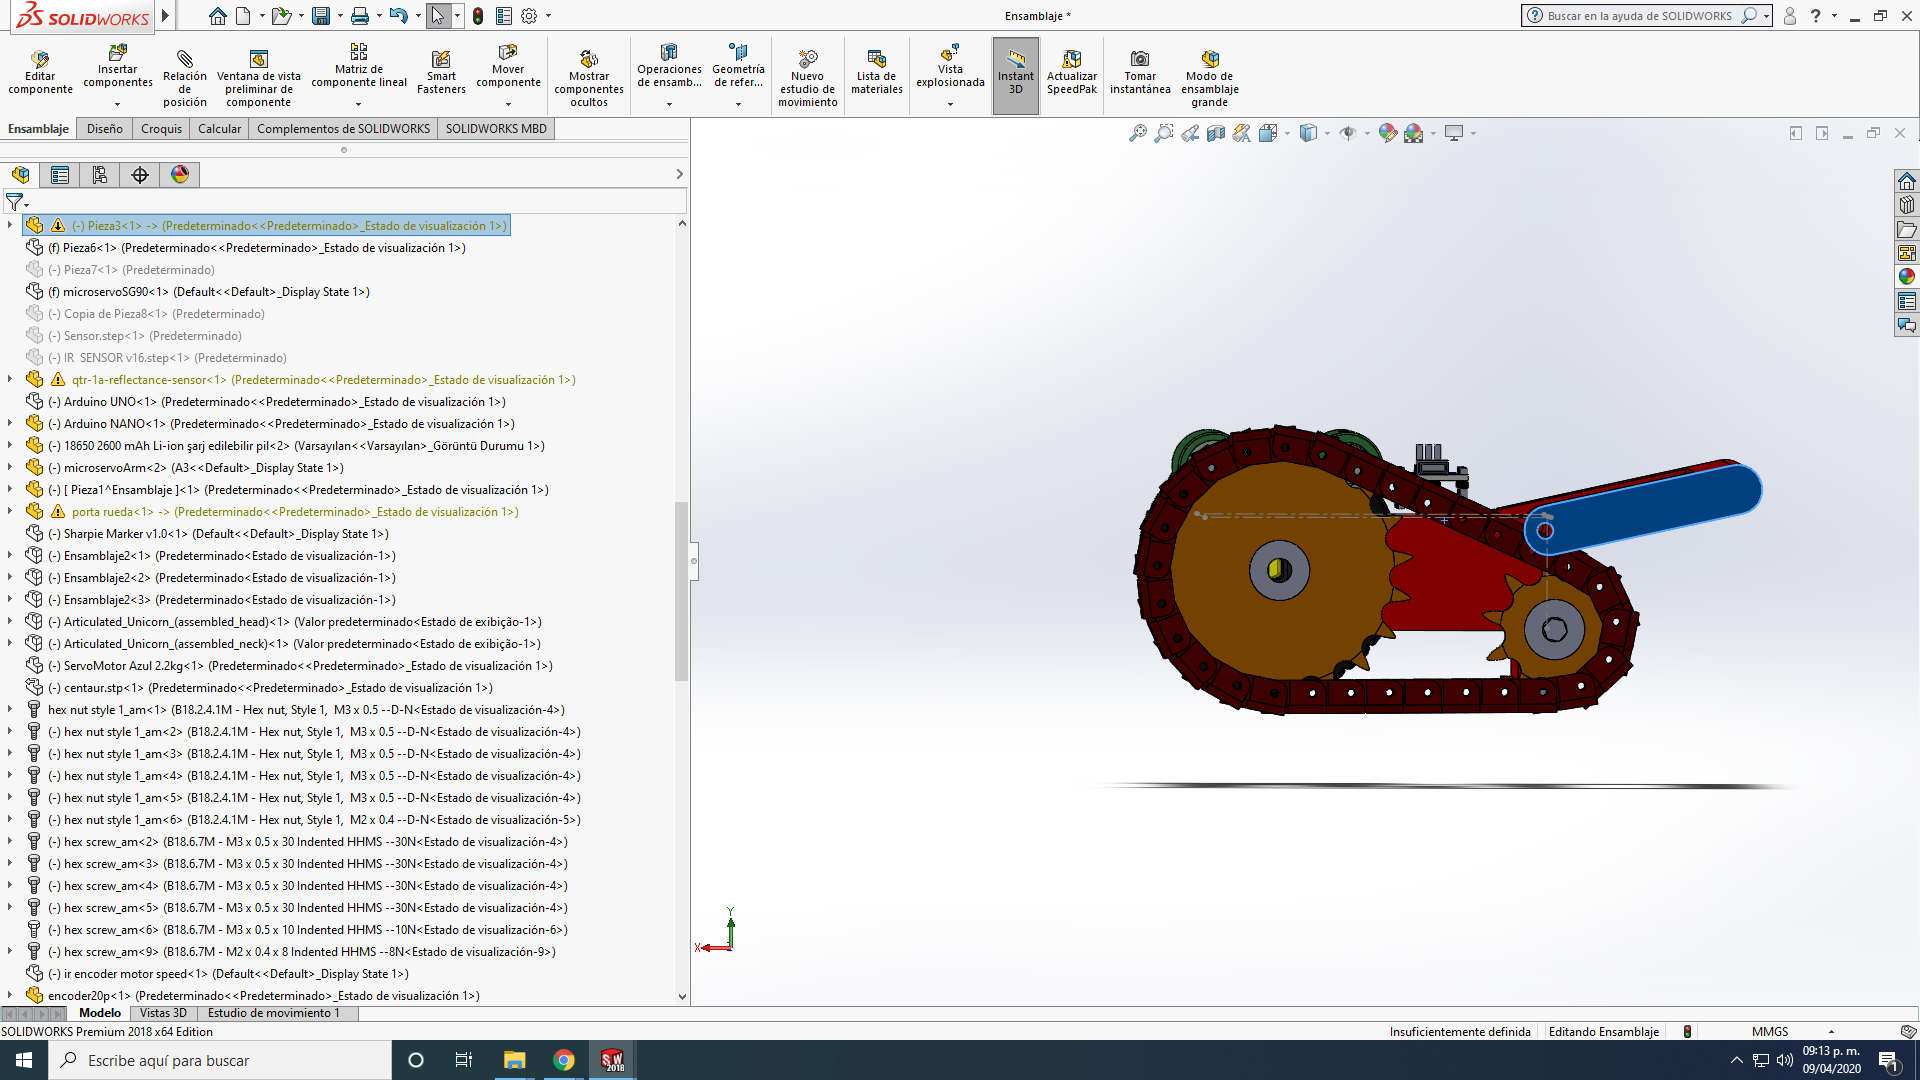 SOLIDWORKS
Ensamblaje *
Buscar en la ayuda de SOLIDWORKS
Editar componente
Insertar componentes
Relación de posición
Ventana de vista preliminar de componente
Matriz de componente lineal
Smart Fasteners
Mover componente
Mostrar componentes ocultos
Operaciones de ensamb...
Geometría de refer...
Nuevo estudio de movimiento
Lista de materiales
Vista explosionada
Instant 3D
Actualizar SpeedPak
Tomar instantánea
Modo de ensamblaje grande
Ensamblaje
Diseño
Croquis
Calcular
Complementos de SOLIDWORKS
SOLIDWORKS MBD
(-) Pieza3<1> -> (Predeterminado<<Predeterminado>_Estado de visualización 1>)
(f) Pieza6<1> (Predeterminado<<Predeterminado>_Estado de visualización 1>)
(-) Pieza7<1> (Predeterminado)
(f) microservoSG90<1> (Default<<Default>_Display State 1>)
(-) Copia de Pieza8<1> (Predeterminado)
(-) Sensor.step<1> (Predeterminado)
(-) IR SENSOR v16.step<1> (Predeterminado)
qtr-1a-reflectance-sensor<1> (Predeterminado<<Predeterminado>_Estado de visualización 1>)
(-) Arduino UNO<1> (Predeterminado<<Predeterminado>_Estado de visualización 1>)
(-) Arduino NANO<1> (Predeterminado<<Predeterminado>_Estado de visualización 1>)
(-) 18650 2600 mAh Li-ion şarj edilebilir pil<2> (Varsayılan<<Varsayılan>_Görüntü Durumu 1>)
(-) microservoArm<2> (A3<<Default>_Display State 1>)
(-) [ Pieza1^Ensamblaje ]<1> (Predeterminado<<Predeterminado>_Estado de visualización 1>)
porta rueda<1> -> (Predeterminado<<Predeterminado>_Estado de visualización 1>)
(-) Sharpie Marker v1.0<1> (Default<<Default>_Display State 1>)
(-) Ensamblaje2<1> (Predeterminado<Estado de visualización-1>)
(-) Ensamblaje2<2> (Predeterminado<Estado de visualización-1>)
(-) Ensamblaje2<3> (Predeterminado<Estado de visualización-1>)
(-) Articulated_Unicorn_(assembled_head)<1> (Valor predeterminado<Estado de exibição-1>)
(-) Articulated_Unicorn_(assembled_neck)<1> (Valor predeterminado<Estado de exibição-1>)
(-) ServoMotor Azul 2.2kg<1> (Predeterminado<<Predeterminado>_Estado de visualización 1>)
(-) centaur.stp<1> (Predeterminado<<Predeterminado>_Estado de visualización 1>)
hex nut style 1_am<1> (B18.2.4.1M - Hex nut, Style 1, M3 x 0.5 --D-N<Estado de visualización-4>)
(-) hex nut style 1_am<2> (B18.2.4.1M - Hex nut, Style 1, M3 x 0.5 --D-N<Estado de visualización-4>)
(-) hex nut style 1_am<3> (B18.2.4.1M - Hex nut, Style 1, M3 x 0.5 --D-N<Estado de visualización-4>)
(-) hex nut style 1_am<4> (B18.2.4.1M - Hex nut, Style 1, M3 x 0.5 --D-N<Estado de visualización-4>)
(-) hex nut style 1_am<5> (B18.2.4.1M - Hex nut, Style 1, M3 x 0.5 --D-N<Estado de visualización-4>)
(-) hex nut style 1_am<6> (B18.2.4.1M - Hex nut, Style 1, M2 x 0.4 --D-N<Estado de visualización-5>)
(-) hex screw_am<2> (B18.6.7M - M3 x 0.5 x 30 Indented HHMS --30N<Estado de visualización-4>)
(-) hex screw_am<3> (B18.6.7M - M3 x 0.5 x 30 Indented HHMS --30N<Estado de visualización-4>)
(-) hex screw_am<4> (B18.6.7M - M3 x 0.5 x 30 Indented HHMS --30N<Estado de visualización-4>)
(-) hex screw_am<5> (B18.6.7M - M3 x 0.5 x 30 Indented HHMS --30N<Estado de visualización-4>)
(-) hex screw_am<6> (B18.6.7M - M3 x 0.5 x 10 Indented HHMS --10N<Estado de visualización-6>)
(-) hex screw_am<9> (B18.6.7M - M2 x 0.4 x 8 Indented HHMS --8N<Estado de visualización-9>)
(-) ir encoder motor speed<1> (Default<<Default>_Display State 1>)
encoder20p<1> (Predeterminado<<Predeterminado>_Estado de visualización 1>)
Y
X
Modelo
Vistas 3D
Estudio de movimiento 1
SOLIDWORKS Premium 2018 x64 Edition
Insuficientemente definida
Editando Ensamblaje
MMGS
Escribe aquí para buscar
SW 2018
09:13 p. m.
09/04/2020
1